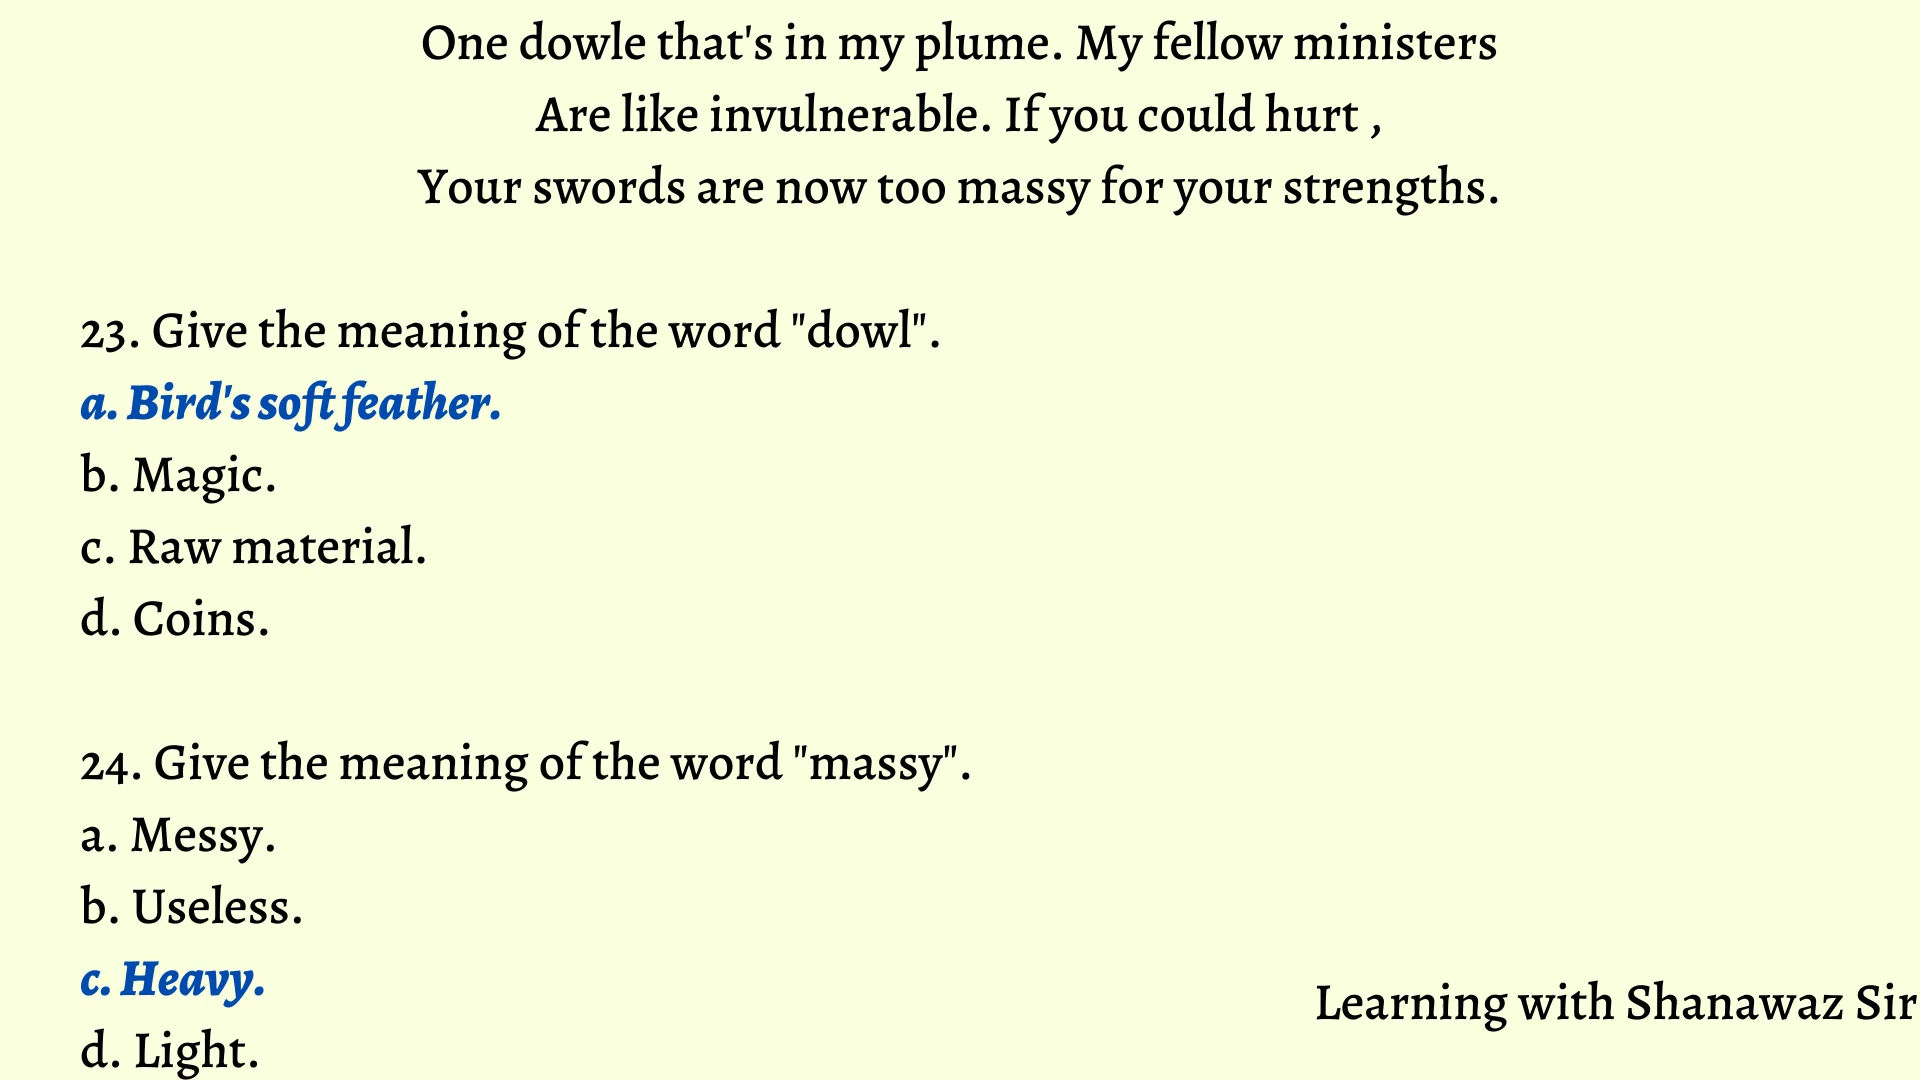 One dowle that's in my plume. My fellow ministers
Are like invulnerable. If you could hurt ,
Your swords are now too massy for your strengths.
23. Give the meaning of the word "dowl".
a. Bird's soft feather.
b. Magic.
c. Raw material.
d. Coins.
24. Give the meaning of the word "massy".
a. Messy.
b. Useless.
c. Heavy.
d. Light.
Learning with Shanawaz Sir